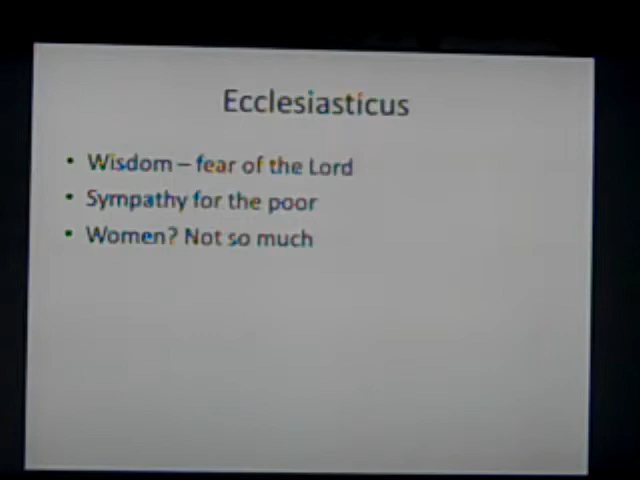 Ecclesiasticus
• Wisdom – fear of the Lord
• Sympathy for the poor
• Women? Not so much